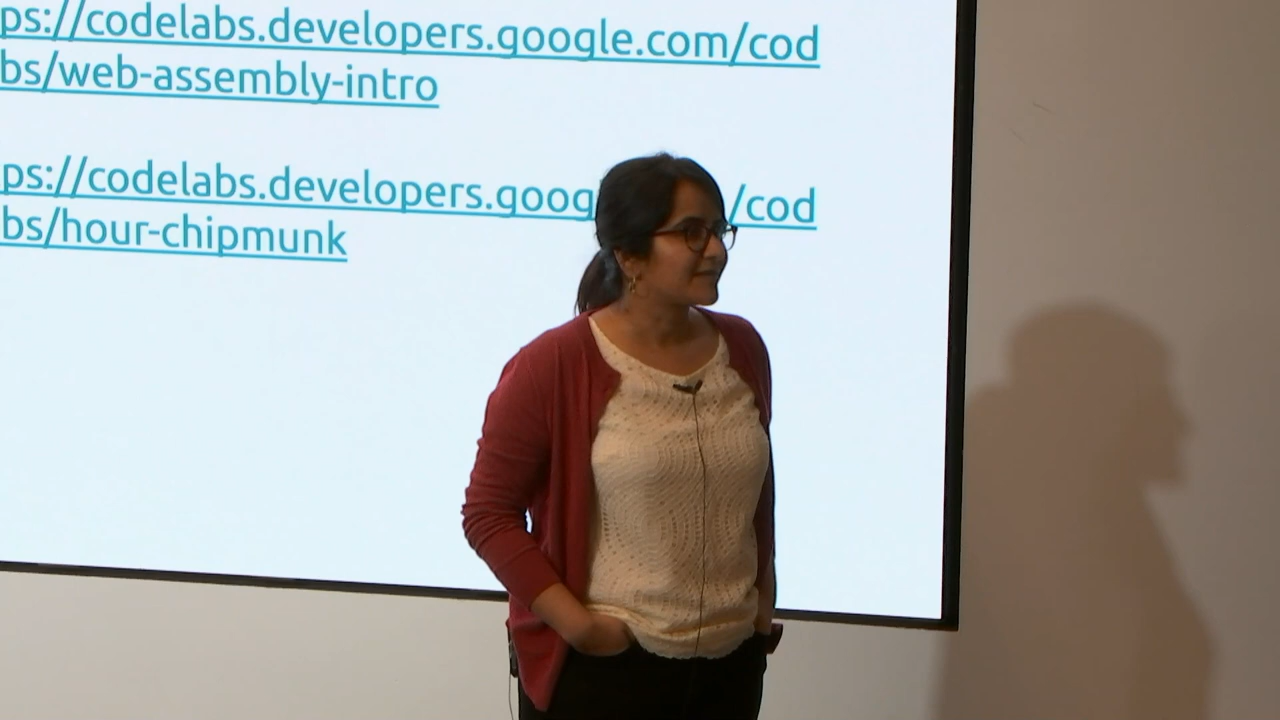 ps://codelabs.developers.google.com/cod
bs/web-assembly-intro
ps://codelabs.developers.goog /cod
bs/hour-chipmunk